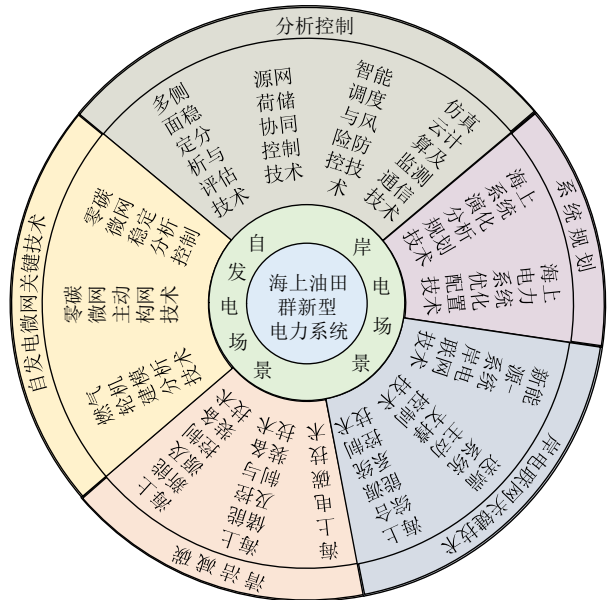 分析控制
多侧
面稳
定分
析与
评估
技术
源网
荷储
协同
控制
技术
智能
调度
与风
险防
控技
术
仿真
云计
算及
监测
通信
技术
系统规划
海上
系统
演化
分析
规划
技术
海上
电力
系统
优化
配置
技术
岸电联网关键技术
新能
源-
系统
岸电
联网
技术
远端
系统
主动
支撑
控制
技术
海上
综合
能源
系统
控制
技术
清洁减碳
海上电碳技术
海上
储能
及控
制与
装备
技术
海上
新能
源及
控制
装备
技术
自发电微网关键技术
燃气
轮机
建模
分析
技术
零碳
微网
主动
构网
技术
零碳
微网
稳定
分析
控制
自发电场景
岸电场景
海上油田
群新型
电力系统